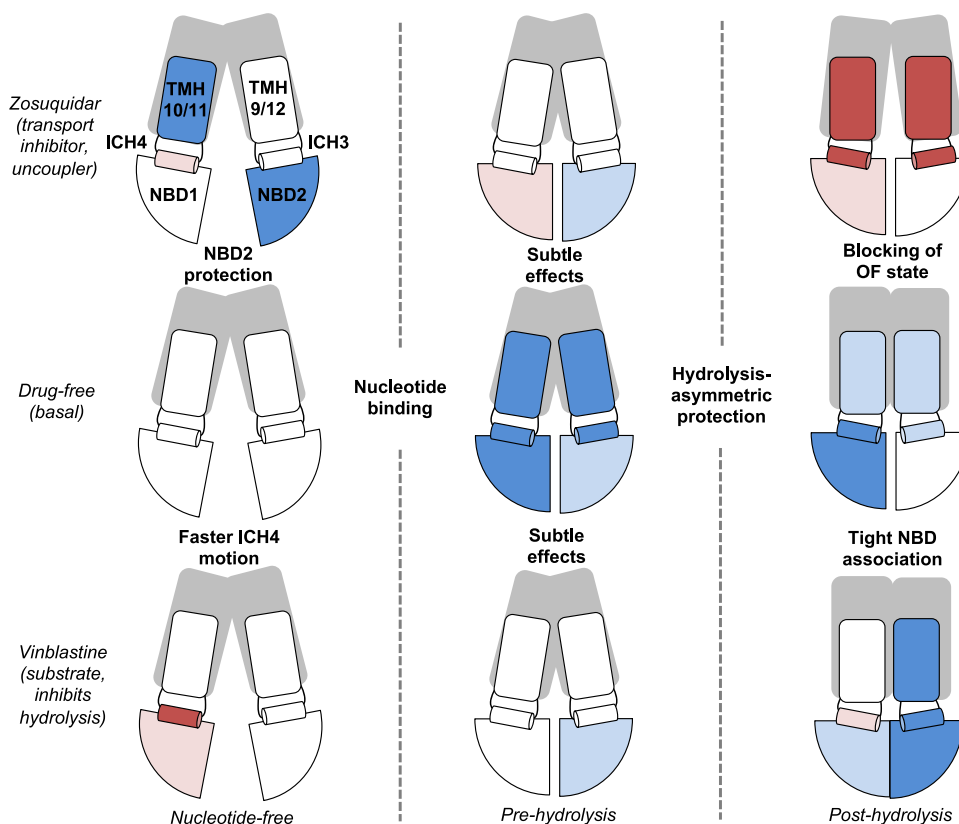 Zosuquidar
(transport
inhibitor,
uncoupler)
TMH
10/11
TMH
9/12
ICH4
ICH3
NBD1
NBD2
NBD2
protection
Subtle
effects
Blocking of
OF state
Drug-free
(basal)
Nucleotide
binding
Hydrolysis-
asymmetric
protection
Faster ICH4
motion
Subtle
effects
Tight NBD
association
Vinblastine
(substrate,
inhibits
hydrolysis)
Nucleotide-free
Pre-hydrolysis
Post-hydrolysis